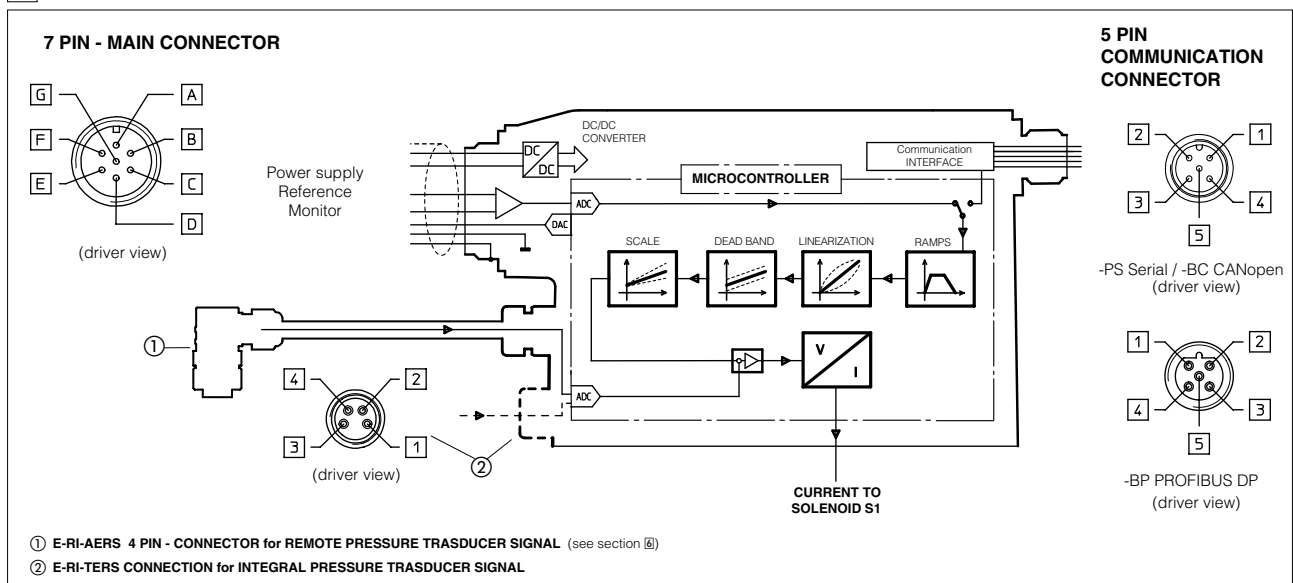 7 PIN - MAIN CONNECTOR
G
A
F
B
E
C
D
(driver view)
Power supply
Reference
Monitor
DC/DC
CONVERTER
DC
DC
MICROCONTROLLER
Communication
INTERFACE
ADC
DAC
SCALE
DEAD BAND
LINEARIZATION
RAMPS
V
I
ADC
CURRENT TO
SOLENOID S1
1
4
2
3
1
(driver view)
2
5 PIN
COMMUNICATION
CONNECTOR
2
1
3
4
5
-PS Serial / -BC CANopen
(driver view)
1
2
4
3
5
-BP PROFIBUS DP
(driver view)
① E-RI-AERS 4 PIN - CONNECTOR for REMOTE PRESSURE TRASDUCER SIGNAL (see section 6)
② E-RI-TERS CONNECTION for INTEGRAL PRESSURE TRASDUCER SIGNAL